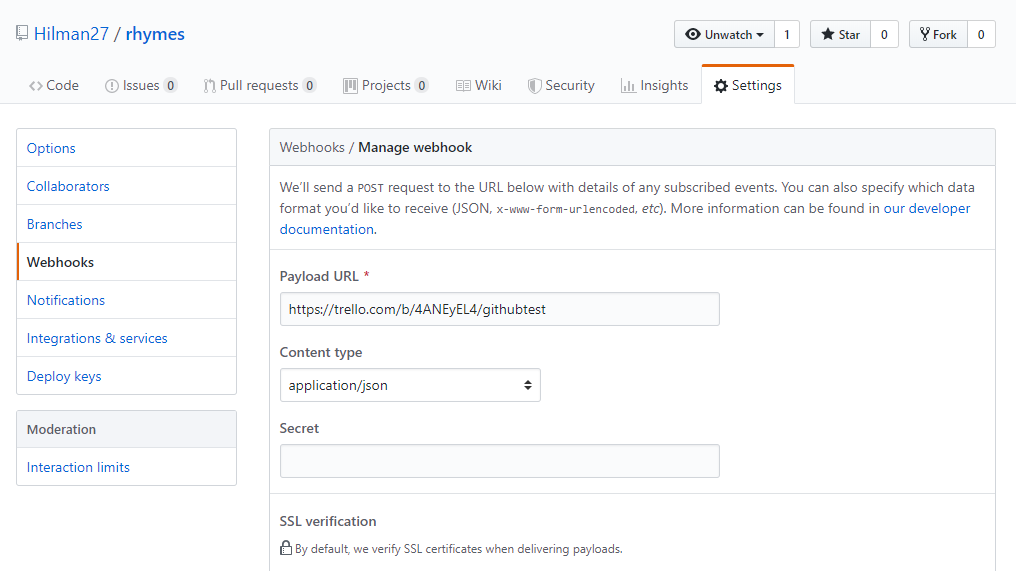 Hilman27 / rhymes
Unwatch 1 Star 0 Fork 0
Code Issues 0 Pull requests 0 Projects 0 Wiki Security Insights Settings
Options
Collaborators
Branches
Webhooks
Notifications
Integrations & services
Deploy keys
Moderation
Interaction limits
Webhooks / Manage webhook
We’ll send a POST request to the URL below with details of any subscribed events. You can also specify which data
format you’d like to receive (JSON, x-www-form-urlencoded, etc). More information can be found in our developer
documentation.
Payload URL *
https://trello.com/b/4ANEyEL4/githubtest
Content type
application/json
Secret
SSL verification
By default, we verify SSL certificates when delivering payloads.